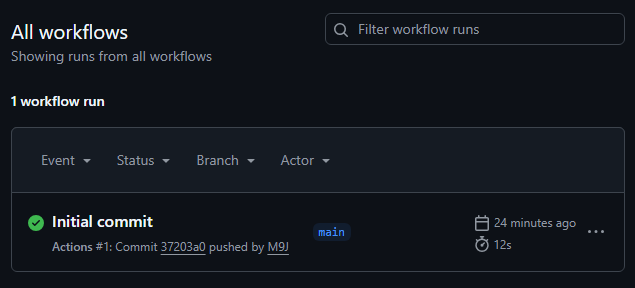 All workflows
Filter workflow runs
Showing runs from all workflows
1 workflow run
Event Status Branch Actor
Initial commit
main
24 minutes ago
Actions #1: Commit 37203a0 pushed by M9J
12s